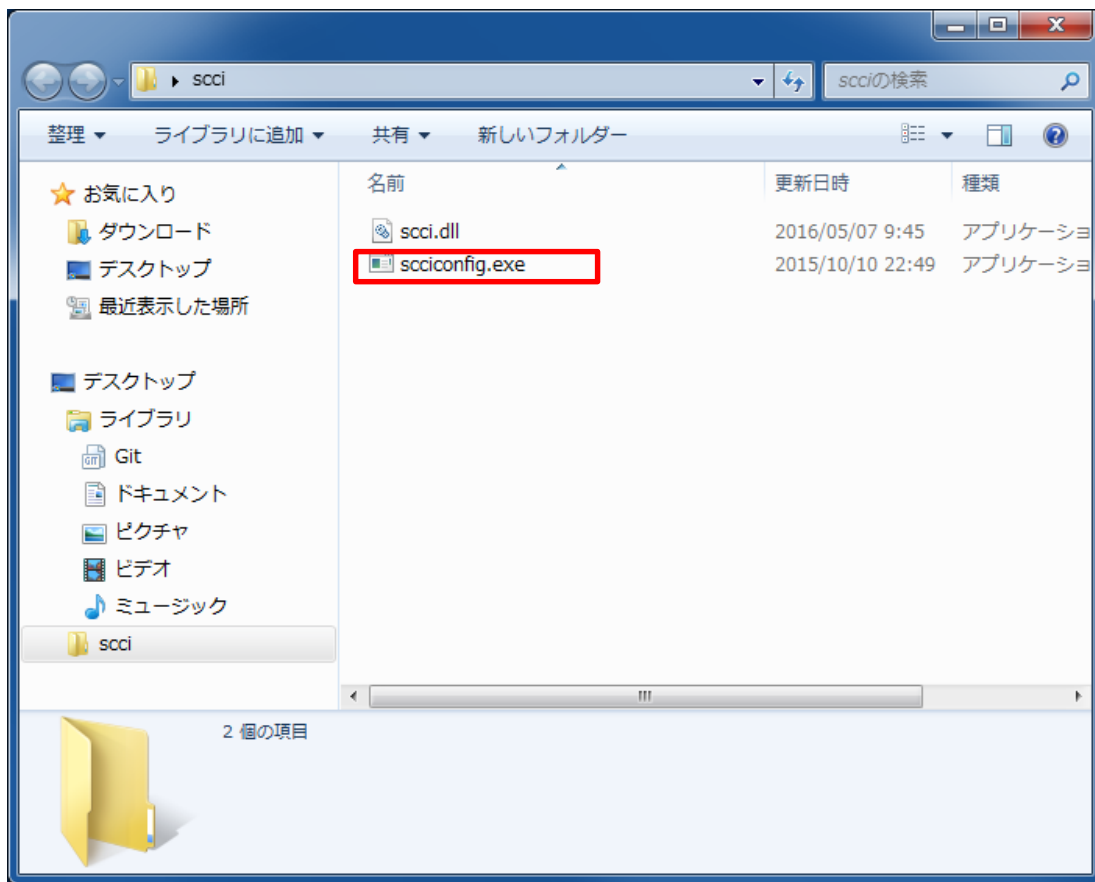 scci
scciの検索
整理 ライブラリに追加 共有 新しいフォルダー
お気に入り
ダウンロード
デスクトップ
最近表示した場所
デスクトップ
ライブラリ
Git
ドキュメント
ピクチャ
ビデオ
ミュージック
scci
名前 更新日時 種類
scci.dll 2016/05/07 9:45 アプリケーショ
scciconfig.exe 2015/10/10 22:49 アプリケーショ
2 個の項目